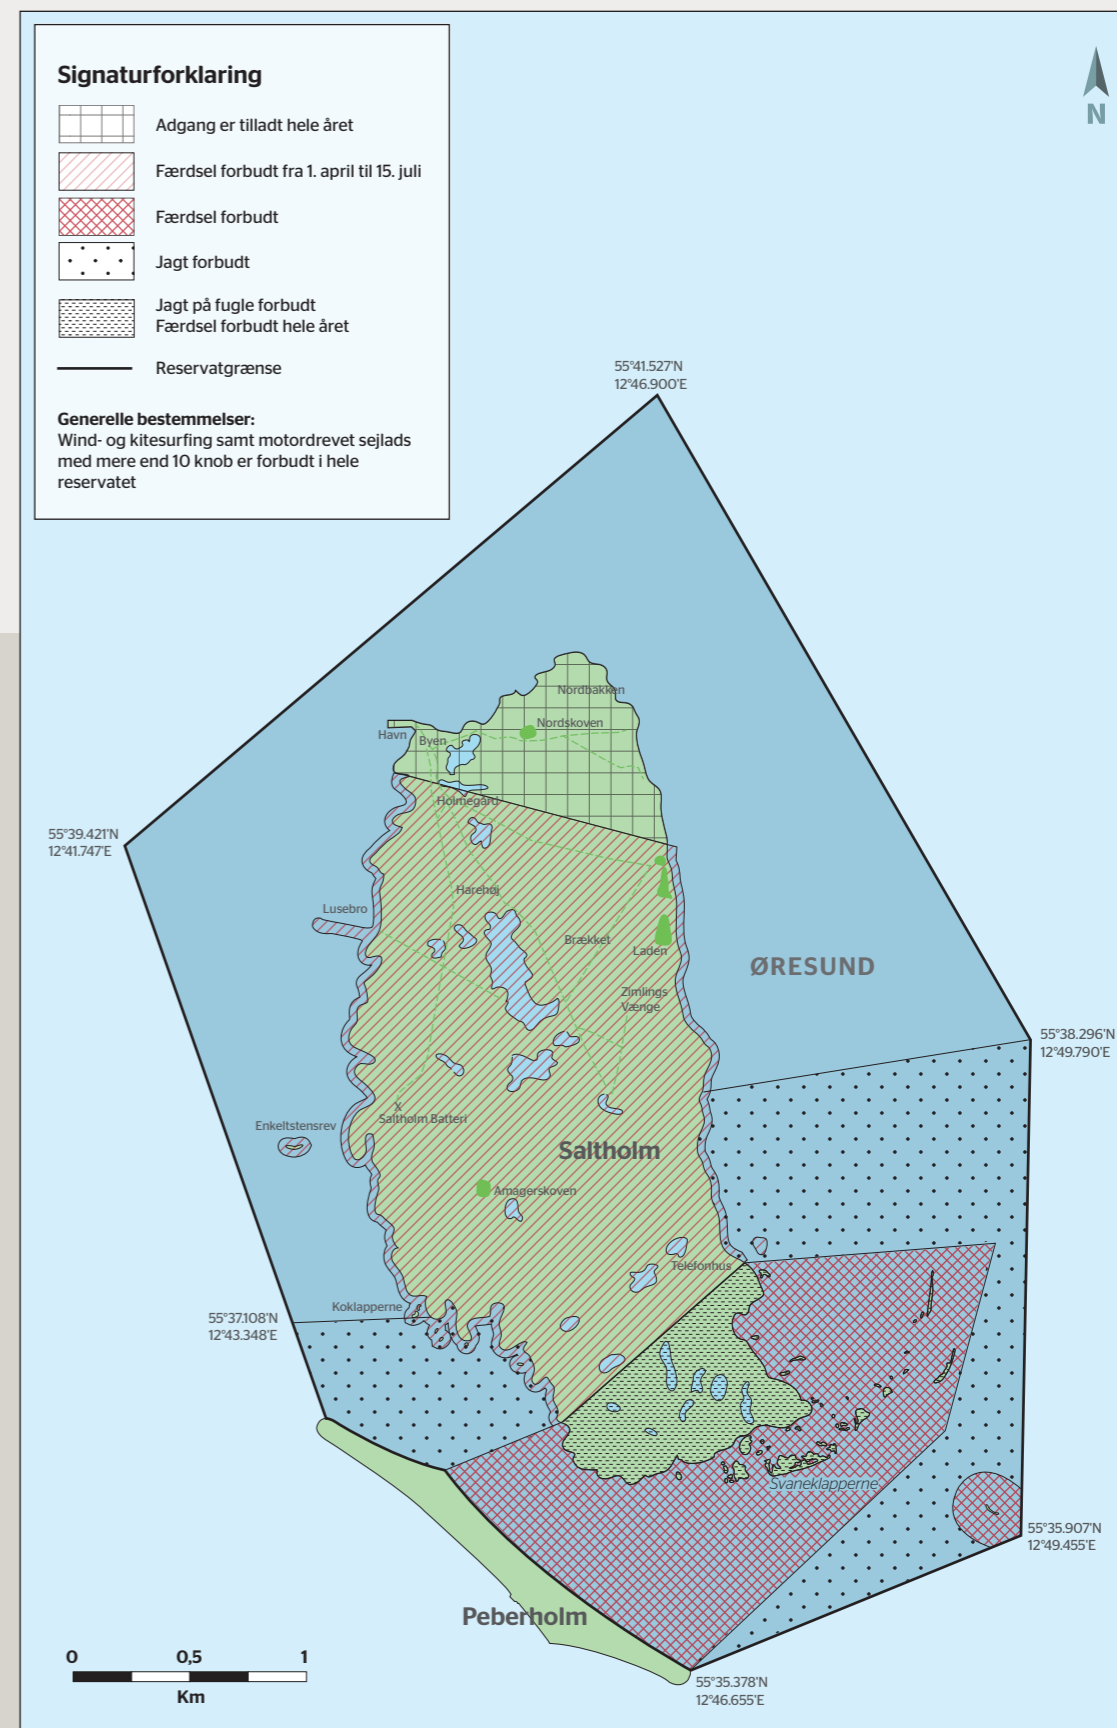 Signaturforklaring
Adgang er tilladt hele året
Færdsel forbudt fra 1. april til 15. juli
Færdsel forbudt
Jagt forbudt
Jagt på fugle forbudt
Færdsel forbudt hele året
Reservatgrænse
Generelle bestemmelser:
Wind- og kitesurfing samt motordrevet sejlads
med mere end 10 knob er forbudt i hele
reservatet
N
55°41.527'N
12°46.900'E
Nordbakken
Nordskoven
Havn
Byen
Holmegård
55°39.421'N
12°41.747'E
Harehøj
Lusebro
Brækket
Laden
ØRESUND
Zimlings
Vænge
55°38.296'N
12°49.790'E
X
Saltholm Batteri
Enkeltstensrev
Saltholm
Amagerskoven
Telefonhus
Koklapperne
55°37.108'N
12°43.348'E
Svaneklapperne
55°35.907'N
12°49.455'E
Peberholm
55°35.378'N
12°46.655'E
0 0,5 1
Km